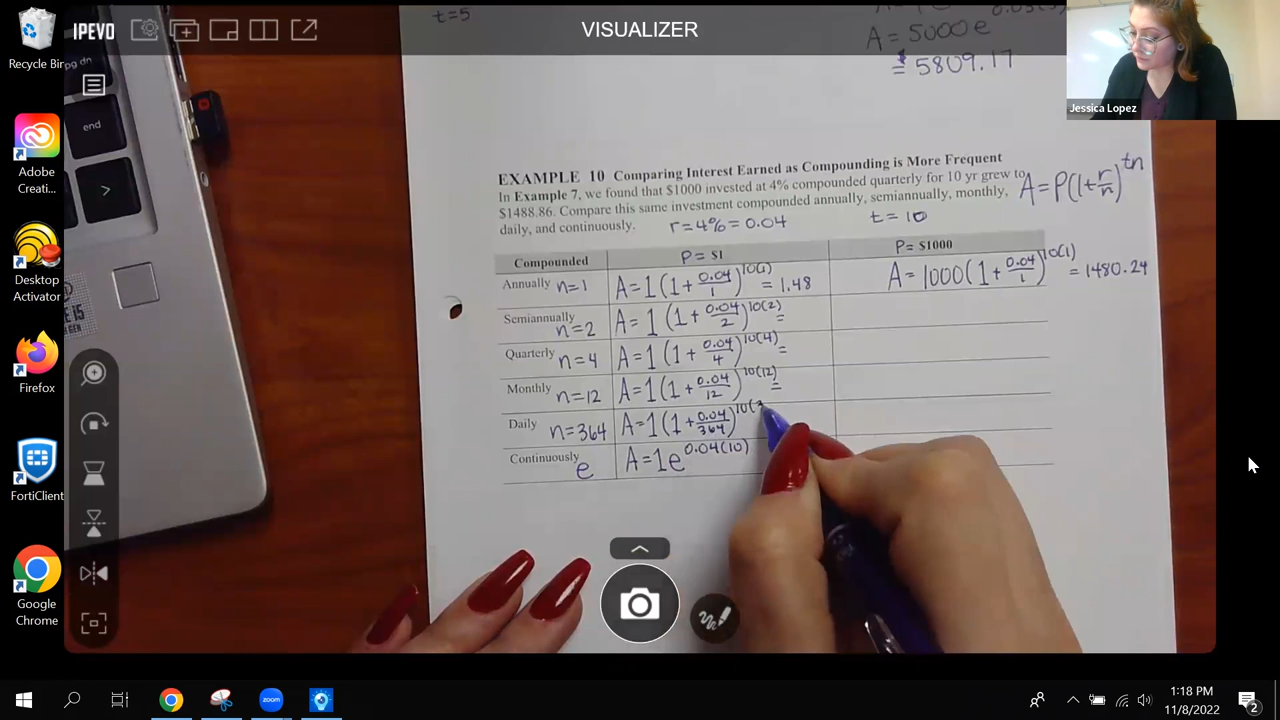 t=5
IPEVO
VISUALIZER
Recycle Bin
pg dn
end
>
A = 5000 e
= $5809.17
Jessica Lopez
Adobe
Creati...
EXAMPLE 10 Comparing Interest Earned as Compounding is More Frequent
In Example 7, we found that $1000 invested at 4% compounded quarterly for 10 yr grew to
$1488.86. Compare this same investment compounded annually, semiannually, monthly,
daily, and continuously.
r=4%=0.04
t=10
A=P(1+r/n)^tn
Compounded P=$1 P=$1000
Annually n=1 A=1(1+0.04/1)^10(1) =1.48 A=1000(1+0.04/1)^10(1) =1480.24
Semiannually n=2 A=1(1+0.04/2)^10(2) =
Quarterly n=4 A=1(1+0.04/4)^10(4) =
Monthly n=12 A=1(1+0.04/12)^10(12) =
Daily n=364 A=1(1+0.04/364)^10(3
Continuously e A=1e^0.04(10)
Desktop
Activator
Firefox
FortiClient
Google
Chrome
zoom
1:18 PM
11/8/2022
2